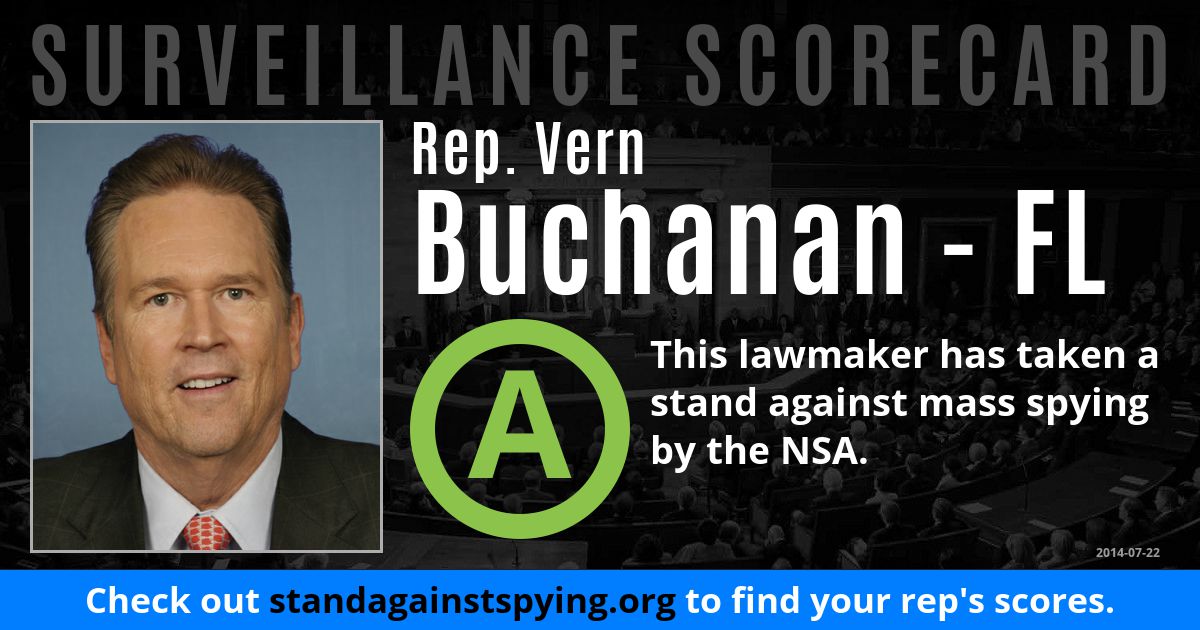 SURVEILLANCE SCORECARD
Rep. Vern
Buchanan - FL
A
This lawmaker has taken a
stand against mass spying
by the NSA.
2014-07-22
Check out standagainstspying.org to find your rep's scores.